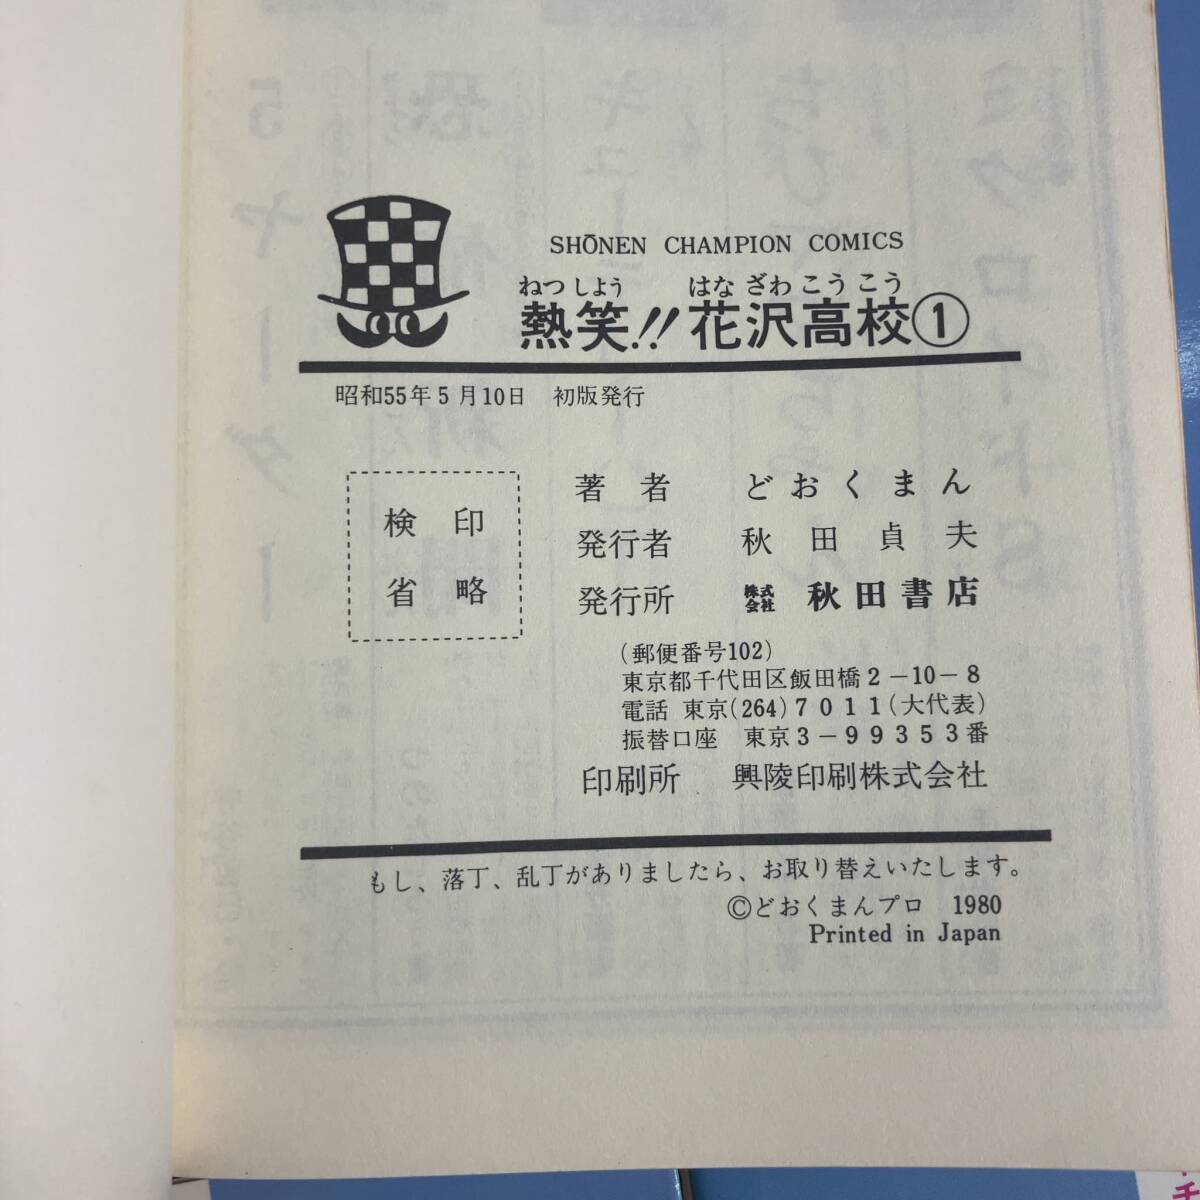 SHŌNEN CHAMPION COMICS
ねつしよう はなざわこうこう
熱笑!!花沢高校①
昭和55年5月10日 初版発行
検印
省略
著者 どおくまん
発行者 秋田貞夫
発行所 株式会社 秋田書店
(郵便番号102)
東京都千代田区飯田橋2-10-8
電話 東京(264)7011(大代表)
振替口座 東京3-99353番
印刷所 興陵印刷株式会社
もし、落丁、乱丁がありましたら、お取り替えいたします。
©どおくまんプロ 1980
Printed in Japan